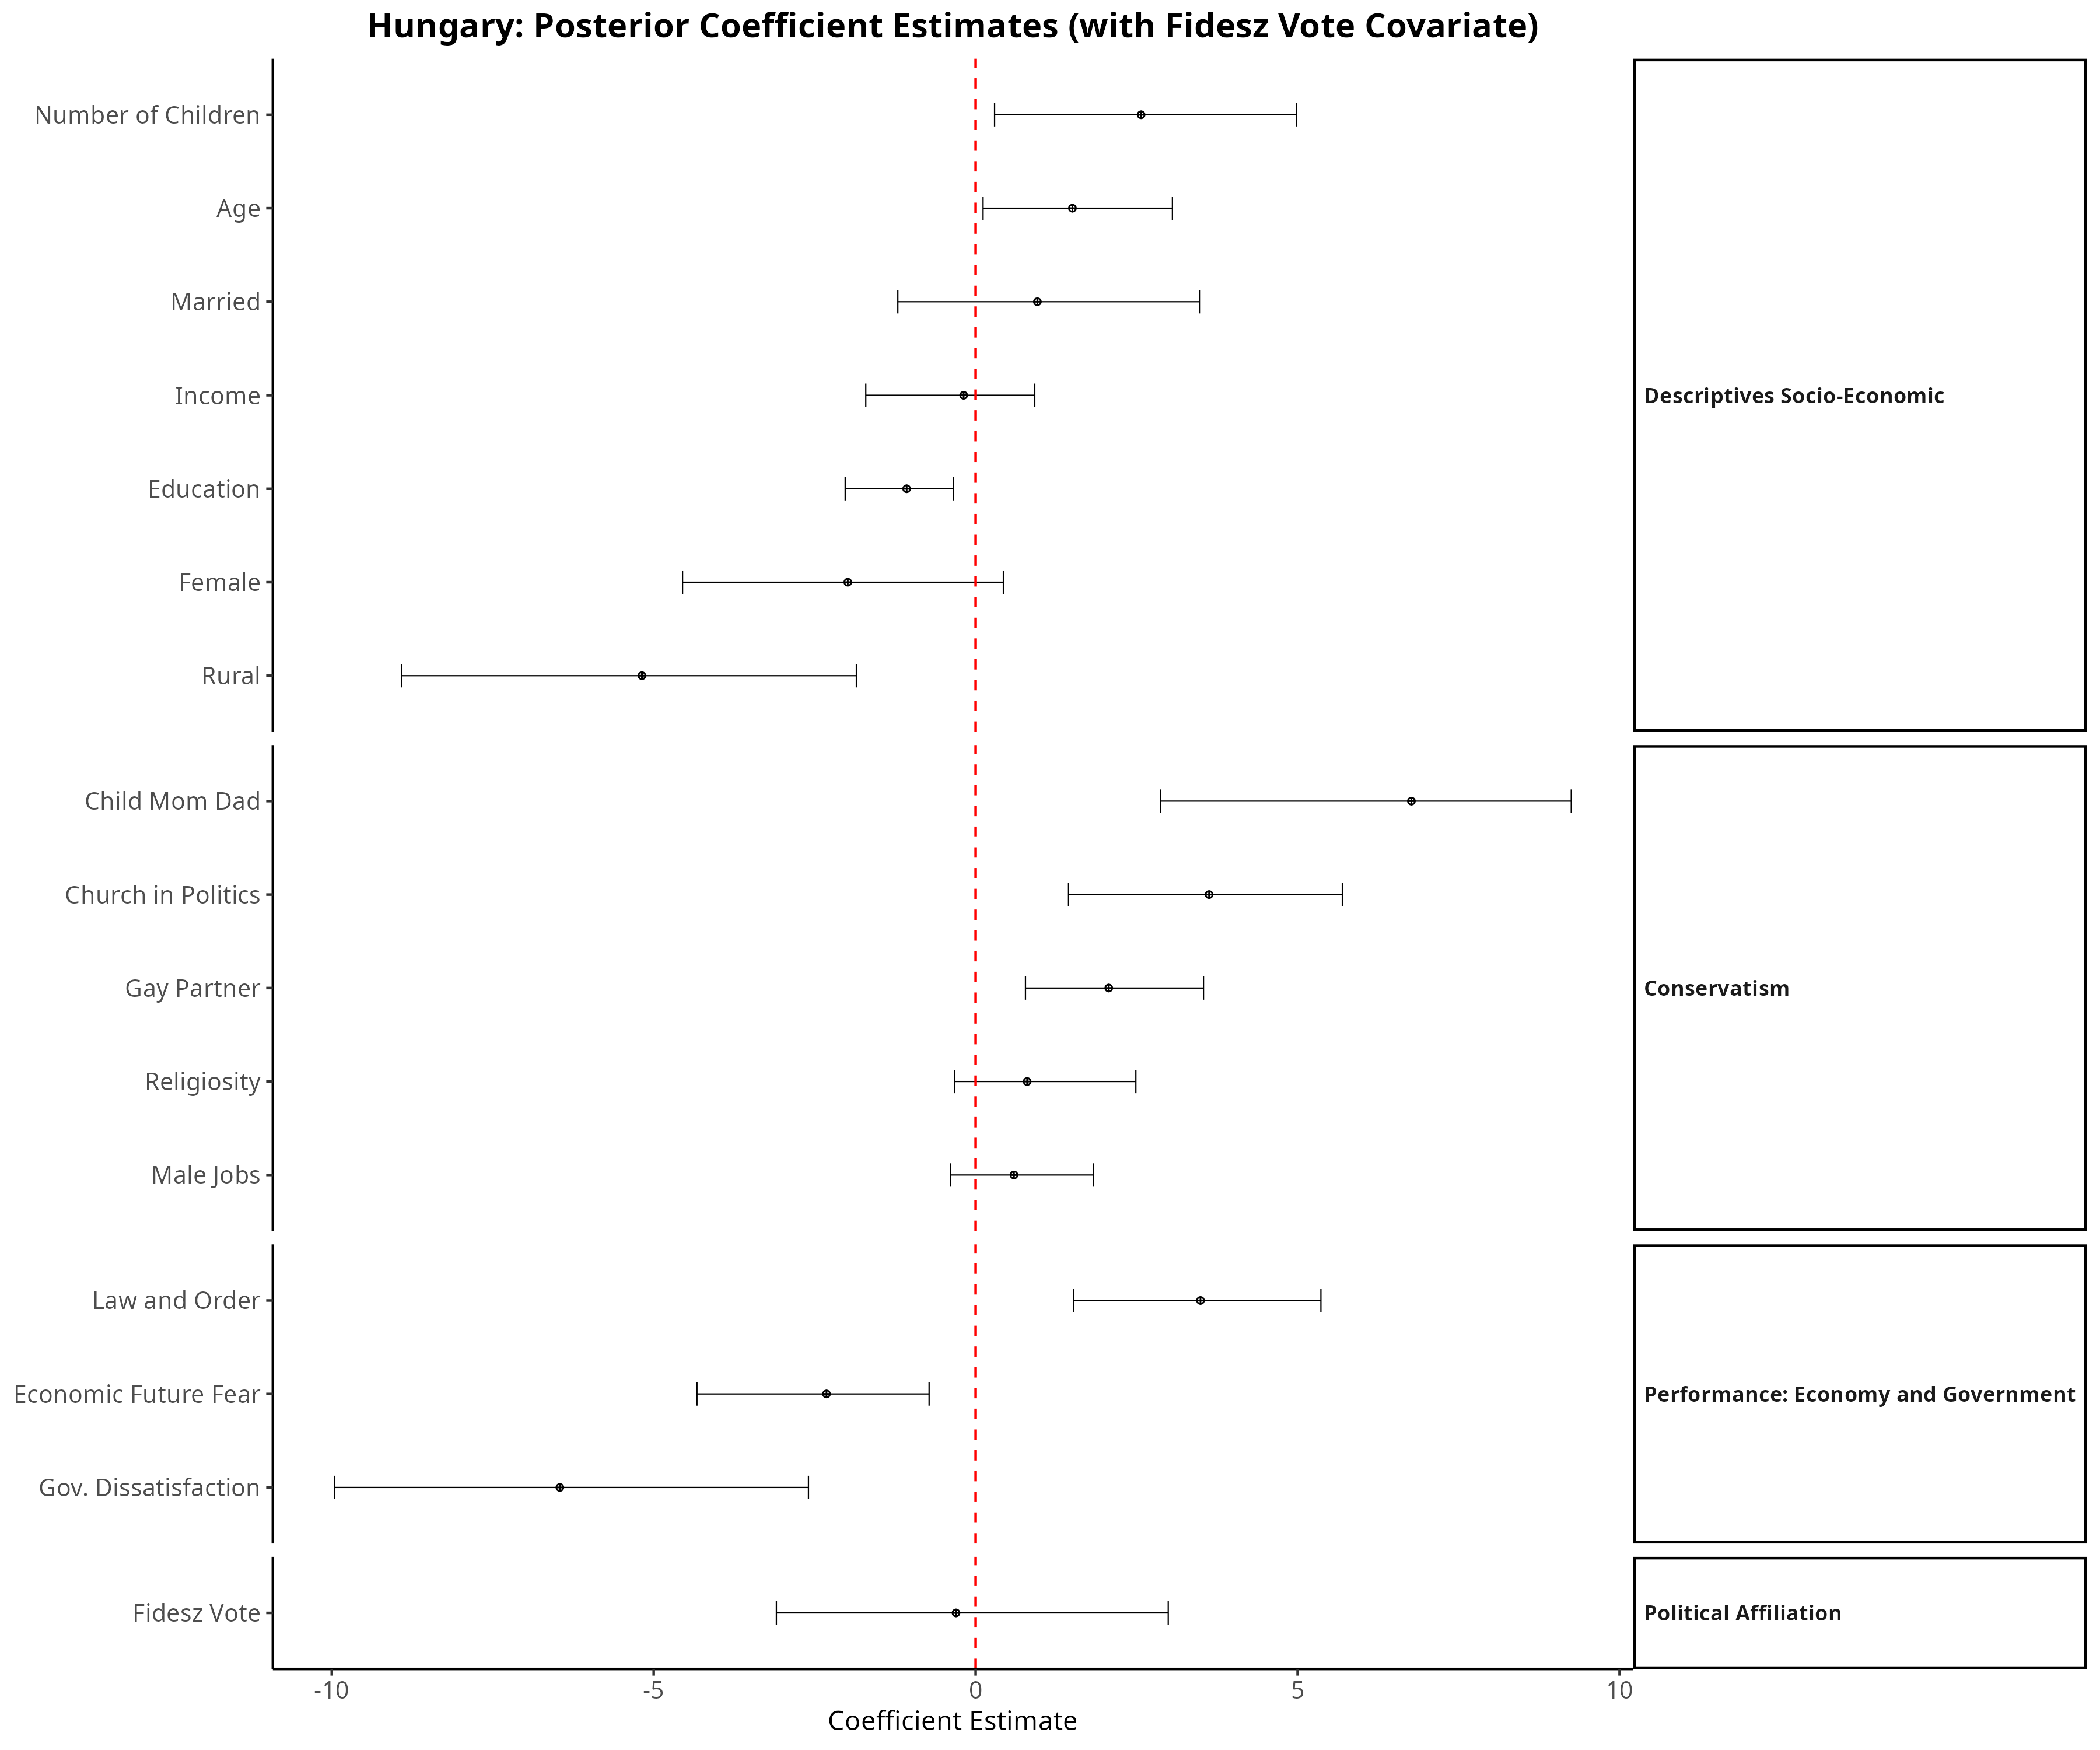 Hungary: Posterior Coefficient Estimates (with Fidesz Vote Covariate)
Number of Children
Age
Married
Income
Education
Female
Rural
Descriptives Socio-Economic
Child Mom Dad
Church in Politics
Gay Partner
Religiosity
Male Jobs
Conservatism
Law and Order
Economic Future Fear
Gov. Dissatisfaction
Performance: Economy and Government
Fidesz Vote
Political Affiliation
-10 -5 0 5 10
Coefficient Estimate